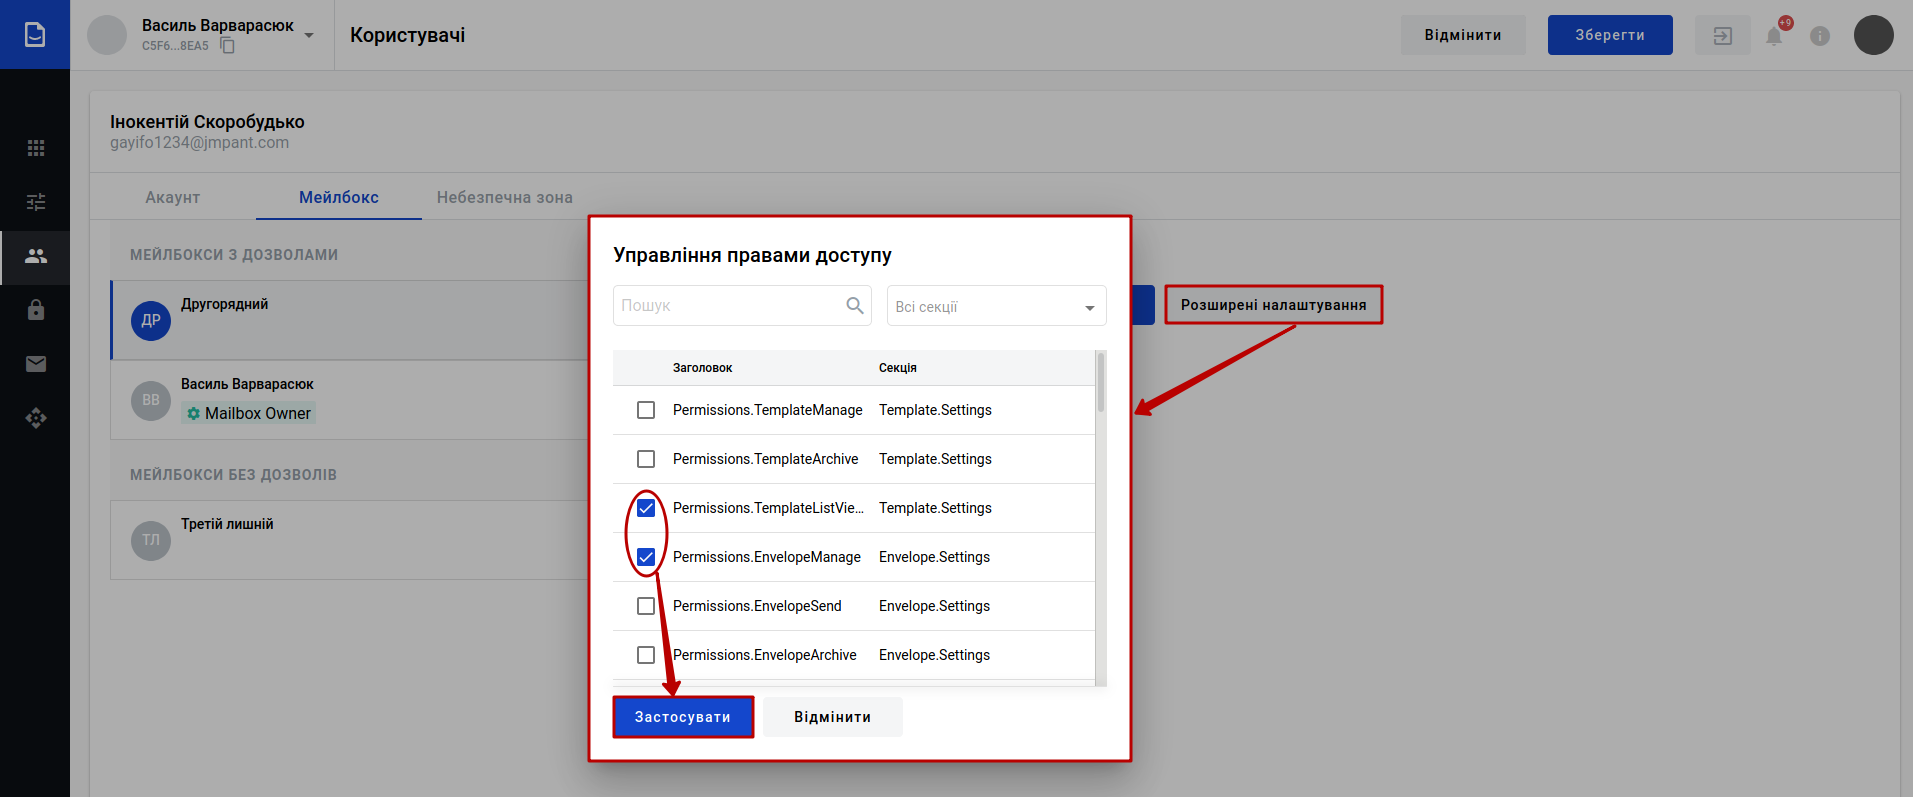 Василь Варварасюк
C5F6...8EA5
Користувачі
Відмінити
Зберегти
+9
Інокентій Скоробудько
gayifo1234@jmpant.com
Акаунт
Мейлбокс
Небезпечна зона
МЕЙЛБОКСИ З ДОЗВОЛАМИ
ДР
Другорядний
ВВ
Василь Варварасюк
Mailbox Owner
МЕЙЛБОКСИ БЕЗ ДОЗВОЛІВ
ТЛ
Третій лишній
Розширені налаштування
Управління правами доступу
Пошук
Всі секції
Заголовок Секція
Permissions.TemplateManage Template.Settings
Permissions.TemplateArchive Template.Settings
Permissions.TemplateListVie... Template.Settings
Permissions.EnvelopeManage Envelope.Settings
Permissions.EnvelopeSend Envelope.Settings
Permissions.EnvelopeArchive Envelope.Settings
Застосувати
Відмінити